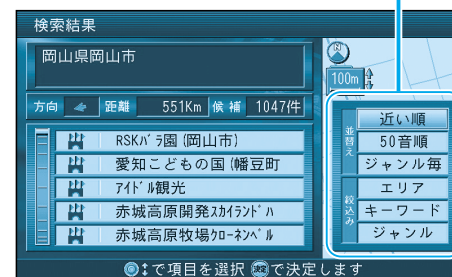 検索結果
岡山県岡山市
100m
方向 距離 551Km 候補 1047件
RSKﾊﾞﾗ園(岡山市)
愛知こどもの国(幡豆町
ｱｲﾄﾞﾙ観光
赤城高原開発ｽｶｲﾗﾝﾄﾞﾊ
赤城高原牧場ｸﾛｰﾈﾝﾍﾞﾙ
並替え
近い順
50音順
ジャンル毎
絞込み
エリア
キーワード
ジャンル
で項目を選択 決定で決定します